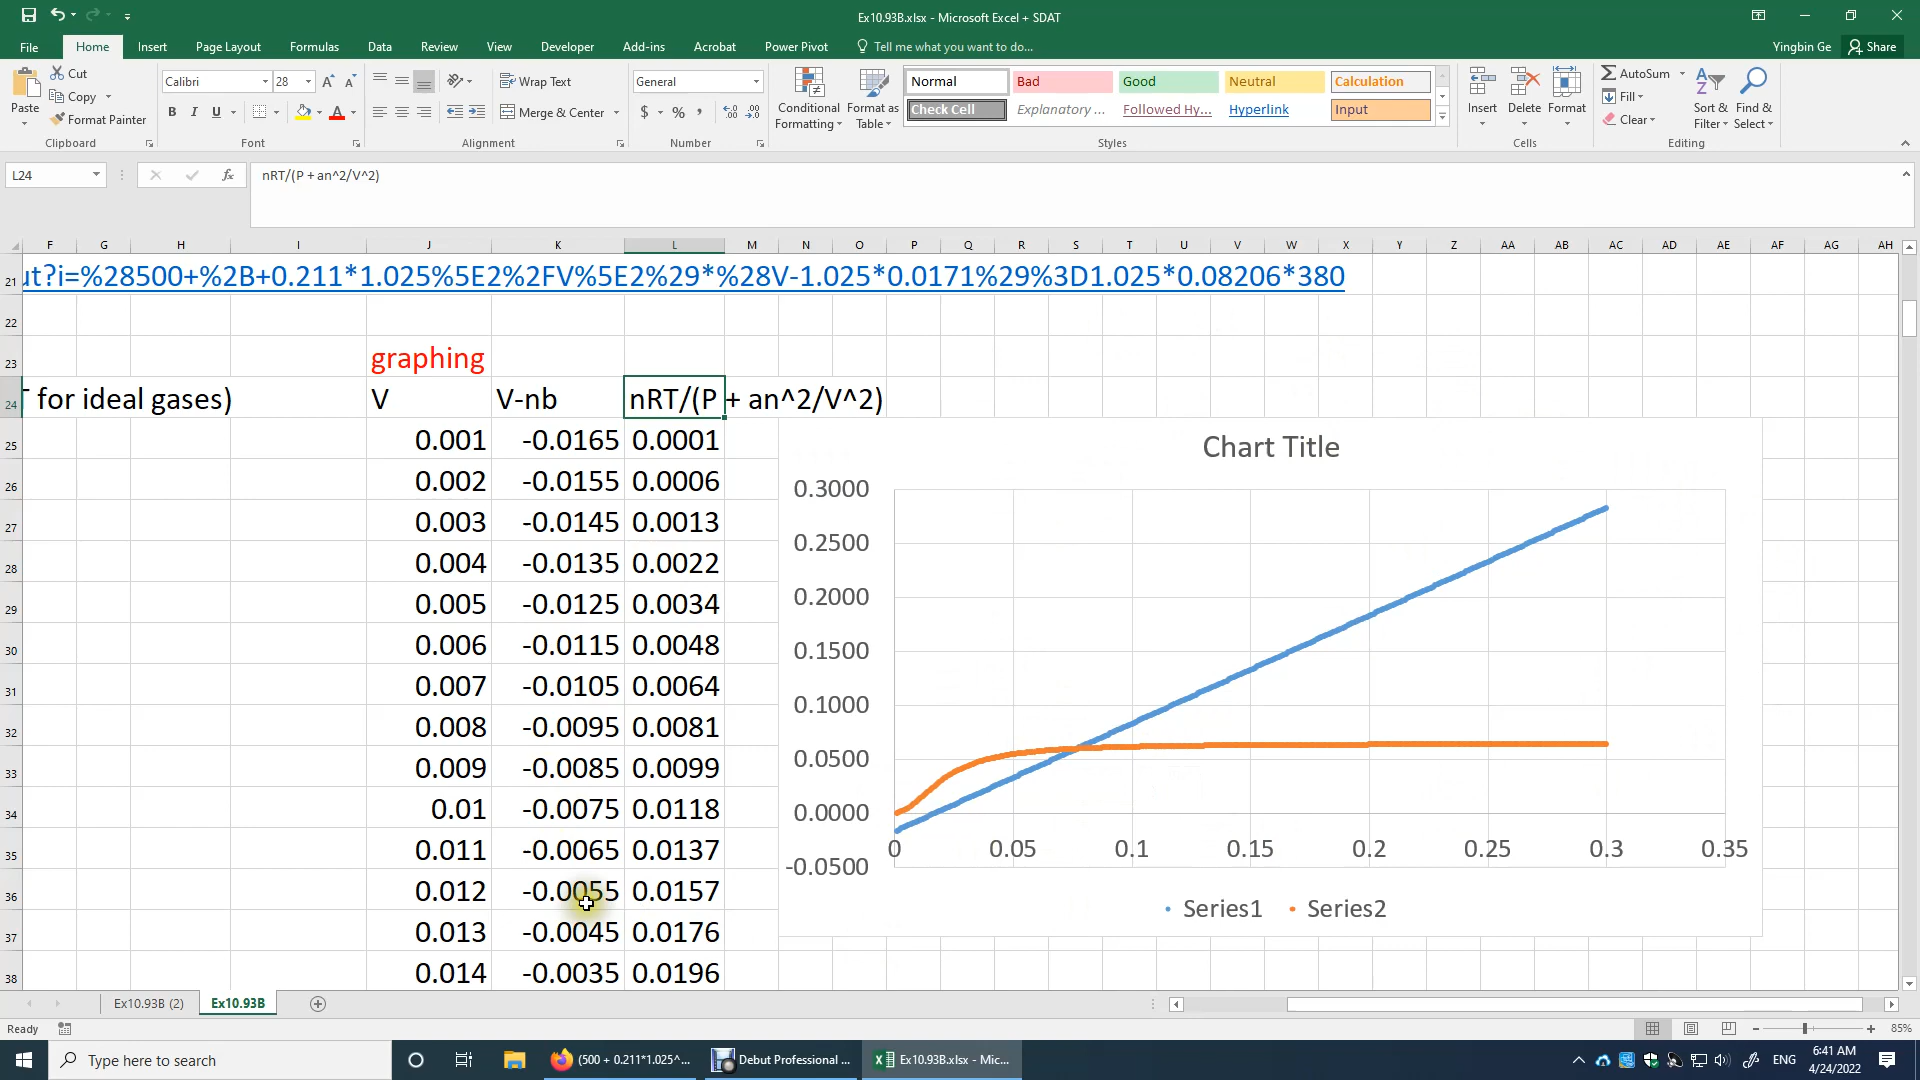 Ex10.93B.xlsx - Microsoft Excel + SDAT
File Home Insert Page Layout Formulas Data Review View Developer Add-ins Acrobat Power Pivot Tell me what you want to do... Yingbin Ge Share
Paste Cut Copy Format Painter
Calibri 28
B I U
Wrap Text
Merge & Center
General
$ % ,
Conditional Formatting
Format as Table
Normal Bad Good Neutral Calculation
Check Cell Explanatory ... Followed Hy... Hyperlink Input
Insert Delete Format
AutoSum
Fill
Clear
Sort & Filter
Find & Select
Clipboard Font Alignment Number Styles Cells Editing
L24 fx nRT/(P + an^2/V^2)
F G H I J K L M N O P Q R S T U V W X Y Z AA AB AC AD AE AF AG AH
21 ut?i=%28500+%2B+0.211*1.025%5E2%2FV%5E2%29*%28V-1.025*0.0171%29%3D1.025*0.08206*380
22
23 graphing
24 T for ideal gases) V V-nb nRT/(P + an^2/V^2)
25 0.001 -0.0165 0.0001
26 0.002 -0.0155 0.0006
27 0.003 -0.0145 0.0013
28 0.004 -0.0135 0.0022
29 0.005 -0.0125 0.0034
30 0.006 -0.0115 0.0048
31 0.007 -0.0105 0.0064
32 0.008 -0.0095 0.0081
33 0.009 -0.0085 0.0099
34 0.01 -0.0075 0.0118
35 0.011 -0.0065 0.0137
36 0.012 -0.0055 0.0157
37 0.013 -0.0045 0.0176
38 0.014 -0.0035 0.0196
Chart Title
0.3000
0.2500
0.2000
0.1500
0.1000
0.0500
0.0000
-0.0500
0 0.05 0.1 0.15 0.2 0.25 0.3 0.35
Series1 Series2
Ex10.93B (2) Ex10.93B
Ready 85%
Type here to search
(500 + 0.211*1.025^...
Debut Professional ...
Ex10.93B.xlsx - Mic...
ENG
6:41 AM
4/24/2022